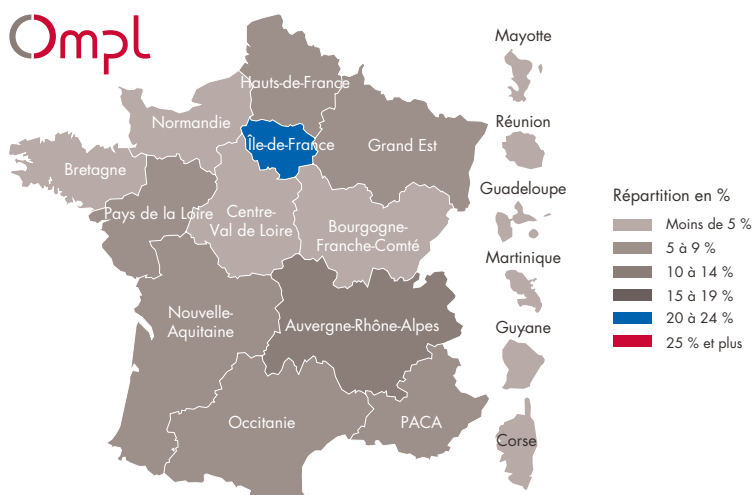 Ompl
Mayotte
Hauts-de-France
Normandie
Réunion
Île-de-France
Grand Est
Bretagne
Guadeloupe
Pays de la Loire
Centre-
Val de Loire
Bourgogne-
Franche-Comté
Martinique
Nouvelle-
Aquitaine
Auvergne-Rhône-Alpes
Guyane
Occitanie
PACA
Corse
Répartition en %
Moins de 5 %
5 à 9 %
10 à 14 %
15 à 19 %
20 à 24 %
25 % et plus